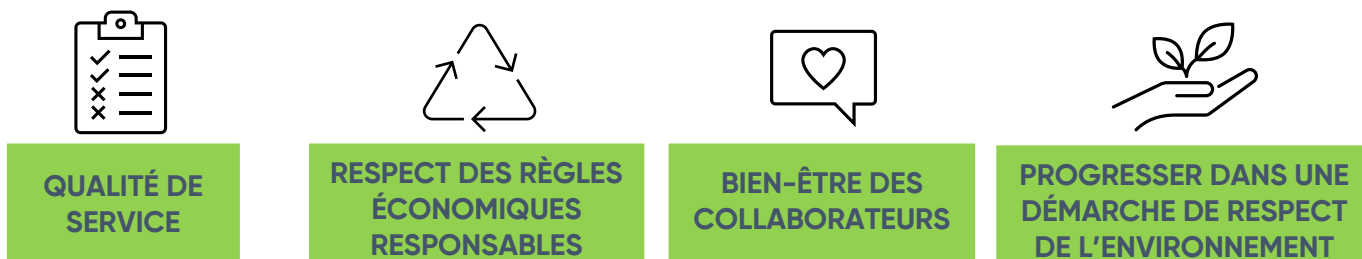 QUALITÉ DE
SERVICE
RESPECT DES RÈGLES
ÉCONOMIQUES
RESPONSABLES
BIEN-ÊTRE DES
COLLABORATEURS
PROGRESSER DANS UNE
DÉMARCHE DE RESPECT
DE L’ENVIRONNEMENT